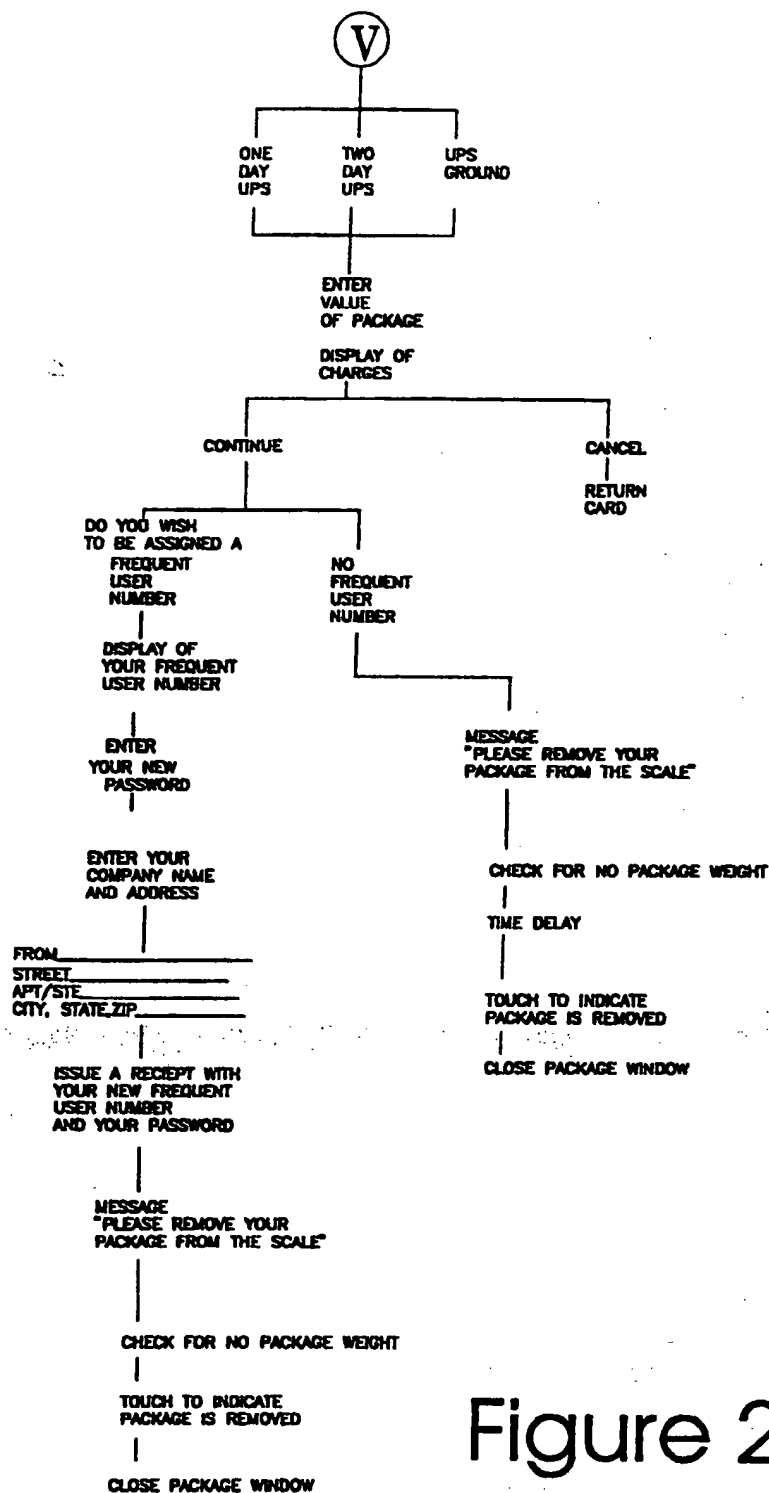 V
ONE
DAY
UPS
TWO
DAY
UPS
UPS
GROUND
ENTER
VALUE
OF PACKAGE
DISPLAY OF
CHARGES
CONTINUE
CANCEL
RETURN
CARD
DO YOU WISH
TO BE ASSIGNED A
FREQUENT
USER
NUMBER
NO
FREQUENT
USER
NUMBER
DISPLAY OF
YOUR FREQUENT
USER NUMBER
ENTER
YOUR NEW
PASSWORD
ENTER YOUR
COMPANY NAME
AND ADDRESS
FROM
STREET
APT/STE
CITY, STATE,ZIP
ISSUE A RECIEPT WITH
YOUR NEW FREQUENT
USER NUMBER
AND YOUR PASSWORD
MESSAGE
"PLEASE REMOVE YOUR
PACKAGE FROM THE SCALE"
CHECK FOR NO PACKAGE WEIGHT
TOUCH TO INDICATE
PACKAGE IS REMOVED
CLOSE PACKAGE WINDOW
MESSAGE
"PLEASE REMOVE YOUR
PACKAGE FROM THE SCALE"
CHECK FOR NO PACKAGE WEIGHT
TIME DELAY
TOUCH TO INDICATE
PACKAGE IS REMOVED
CLOSE PACKAGE WINDOW
Figure 2